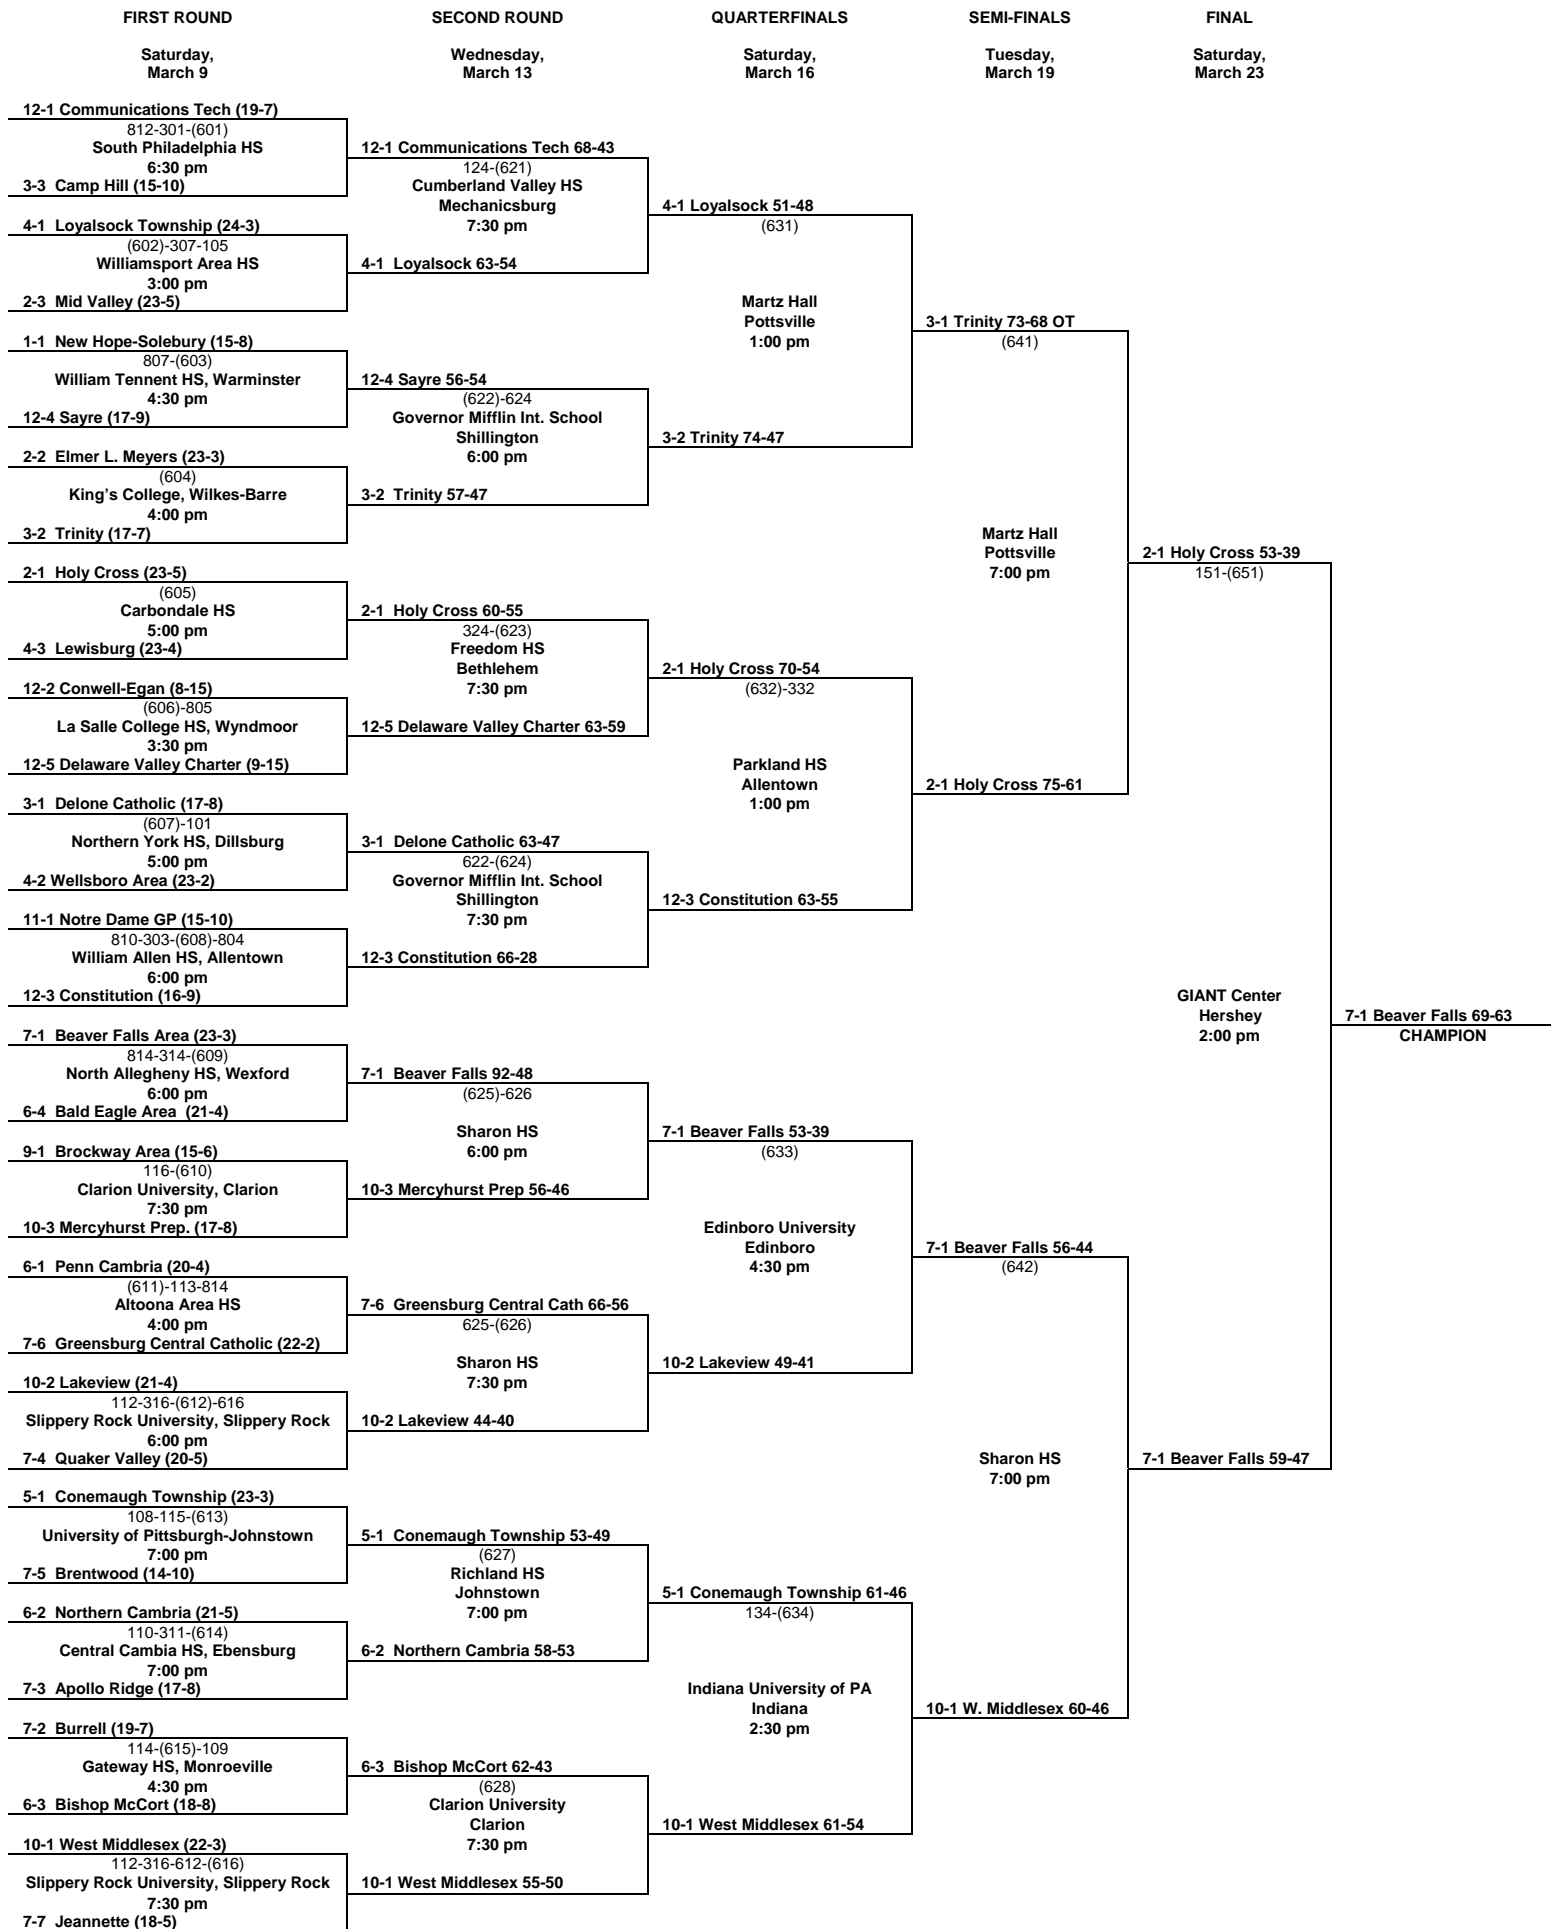 FIRST ROUND
Saturday,
March 9
12-1 Communications Tech (19-7)
812-301-(601)
South Philadelphia HS
6:30 pm
3-3 Camp Hill (15-10)
4-1 Loyalsock Township (24-3)
(602)-307-105
Williamsport Area HS
3:00 pm
2-3 Mid Valley (23-5)
1-1 New Hope-Solebury (15-8)
807-(603)
William Tennent HS, Warminster
4:30 pm
12-4 Sayre (17-9)
2-2 Elmer L. Meyers (23-3)
(604)
King's College, Wilkes-Barre
4:00 pm
3-2 Trinity (17-7)
2-1 Holy Cross (23-5)
(605)
Carbondale HS
5:00 pm
4-3 Lewisburg (23-4)
12-2 Conwell-Egan (8-15)
(606)-805
La Salle College HS, Wyndmoor
3:30 pm
12-5 Delaware Valley Charter (9-15)
3-1 Delone Catholic (17-8)
(607)-101
Northern York HS, Dillsburg
5:00 pm
4-2 Wellsboro Area (23-2)
11-1 Notre Dame GP (15-10)
810-303-(608)-804
William Allen HS, Allentown
6:00 pm
12-3 Constitution (16-9)
7-1 Beaver Falls Area (23-3)
814-314-(609)
North Allegheny HS, Wexford
6:00 pm
6-4 Bald Eagle Area (21-4)
9-1 Brockway Area (15-6)
116-(610)
Clarion University, Clarion
7:30 pm
10-3 Mercyhurst Prep. (17-8)
6-1 Penn Cambria (20-4)
(611)-113-814
Altoona Area HS
4:00 pm
7-6 Greensburg Central Catholic (22-2)
10-2 Lakeview (21-4)
112-316-(612)-616
Slippery Rock University, Slippery Rock
6:00 pm
7-4 Quaker Valley (20-5)
5-1 Conemaugh Township (23-3)
108-115-(613)
University of Pittsburgh-Johnstown
7:00 pm
7-5 Brentwood (14-10)
6-2 Northern Cambria (21-5)
110-311-(614)
Central Cambia HS, Ebensburg
7:00 pm
7-3 Apollo Ridge (17-8)
7-2 Burrell (19-7)
114-(615)-109
Gateway HS, Monroeville
4:30 pm
6-3 Bishop McCort (18-8)
10-1 West Middlesex (22-3)
112-316-612-(616)
Slippery Rock University, Slippery Rock
7:30 pm
7-7 Jeannette (18-5)
SECOND ROUND
Wednesday,
March 13
12-1 Communications Tech 68-43
124-(621)
Cumberland Valley HS
Mechanicsburg
7:30 pm
4-1 Loyalsock 63-54
12-4 Sayre 56-54
(622)-624
Governor Mifflin Int. School
Shillington
6:00 pm
3-2 Trinity 57-47
2-1 Holy Cross 60-55
324-(623)
Freedom HS
Bethlehem
7:30 pm
12-5 Delaware Valley Charter 63-59
3-1 Delone Catholic 63-47
622-(624)
Governor Mifflin Int. School
Shillington
7:30 pm
12-3 Constitution 66-28
7-1 Beaver Falls 92-48
(625)-626
Sharon HS
6:00 pm
10-3 Mercyhurst Prep 56-46
7-6 Greensburg Central Cath 66-56
625-(626)
Sharon HS
7:30 pm
10-2 Lakeview 44-40
5-1 Conemaugh Township 53-49
(627)
Richland HS
Johnstown
7:00 pm
6-2 Northern Cambria 58-53
6-3 Bishop McCort 62-43
(628)
Clarion University
Clarion
7:30 pm
10-1 West Middlesex 55-50
QUARTERFINALS
Saturday,
March 16
4-1 Loyalsock 51-48
(631)
Martz Hall
Pottsville
1:00 pm
3-2 Trinity 74-47
2-1 Holy Cross 70-54
(632)-332
Parkland HS
Allentown
1:00 pm
12-3 Constitution 63-55
7-1 Beaver Falls 53-39
(633)
Edinboro University
Edinboro
4:30 pm
10-2 Lakeview 49-41
5-1 Conemaugh Township 61-46
134-(634)
Indiana University of PA
Indiana
2:30 pm
10-1 West Middlesex 61-54
SEMI-FINALS
Tuesday,
March 19
3-1 Trinity 73-68 OT
(641)
Martz Hall
Pottsville
7:00 pm
2-1 Holy Cross 75-61
7-1 Beaver Falls 56-44
(642)
Sharon HS
7:00 pm
10-1 W. Middlesex 60-46
FINAL
Saturday,
March 23
2-1 Holy Cross 53-39
151-(651)
GIANT Center
Hershey
2:00 pm
7-1 Beaver Falls 59-47
7-1 Beaver Falls 69-63
CHAMPION